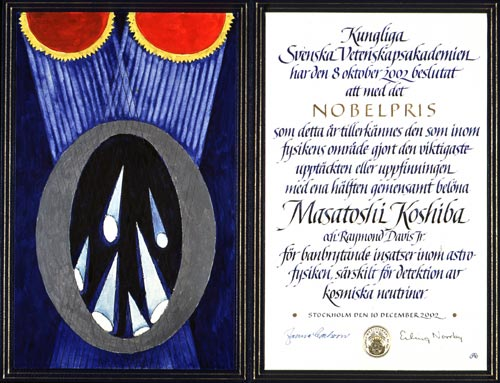 Kungliga
Svenska Vetenskapsakademien
har den 8 oktober 2002 beslutat
att med det
NOBELPRIS
som detta år tillerkännes den som inom
fysikens område gjort den viktigaste
upptäckten eller uppfinningen
med ena hälften gemensamt belöna
Masatoshi Koshiba
och Raymond Davis Jr.
för banbrytande insatser inom astro-
fysiken, särskilt för detektion av
kosmiska neutriner
STOCKHOLM DEN 10 DECEMBER 2002